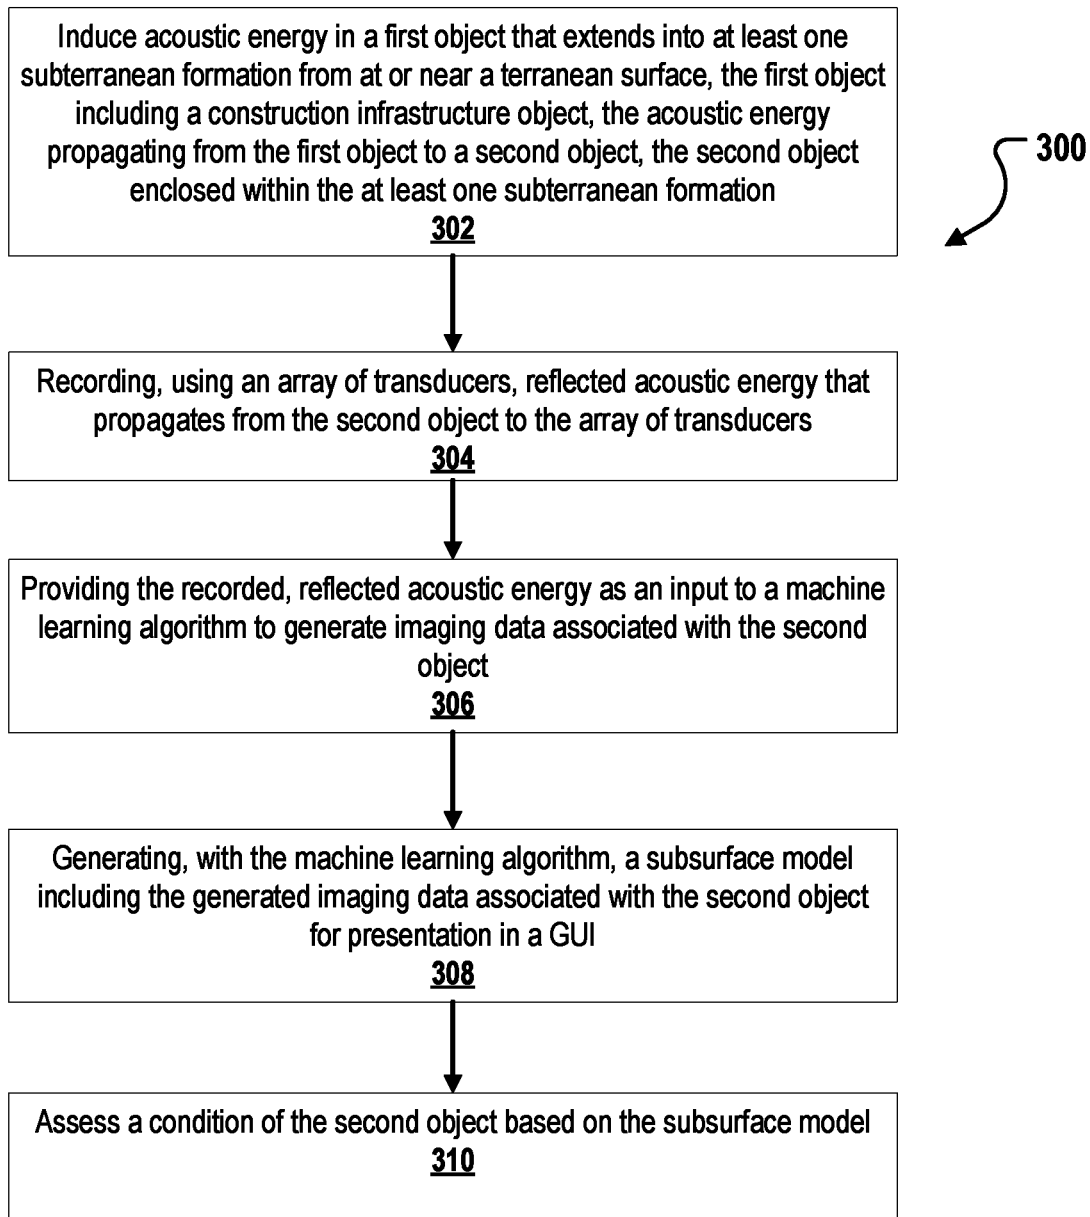 Induce acoustic energy in a first object that extends into at least one
subterranean formation from at or near a terranean surface, the first object
including a construction infrastructure object, the acoustic energy
propagating from the first object to a second object, the second object
enclosed within the at least one subterranean formation
302
300
Recording, using an array of transducers, reflected acoustic energy that
propagates from the second object to the array of transducers
304
Providing the recorded, reflected acoustic energy as an input to a machine
learning algorithm to generate imaging data associated with the second
object
306
Generating, with the machine learning algorithm, a subsurface model
including the generated imaging data associated with the second object
for presentation in a GUI
308
Assess a condition of the second object based on the subsurface model
310